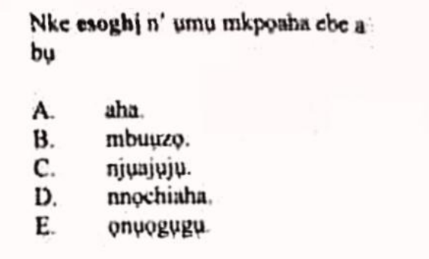 Nke esoghị n' ụmụ mkpọaha ebe a
bụ
A. aha.
B. mbuụzọ.
C. njụajụjụ.
D. nnọchiaha.
E. ọnụọgụgụ.